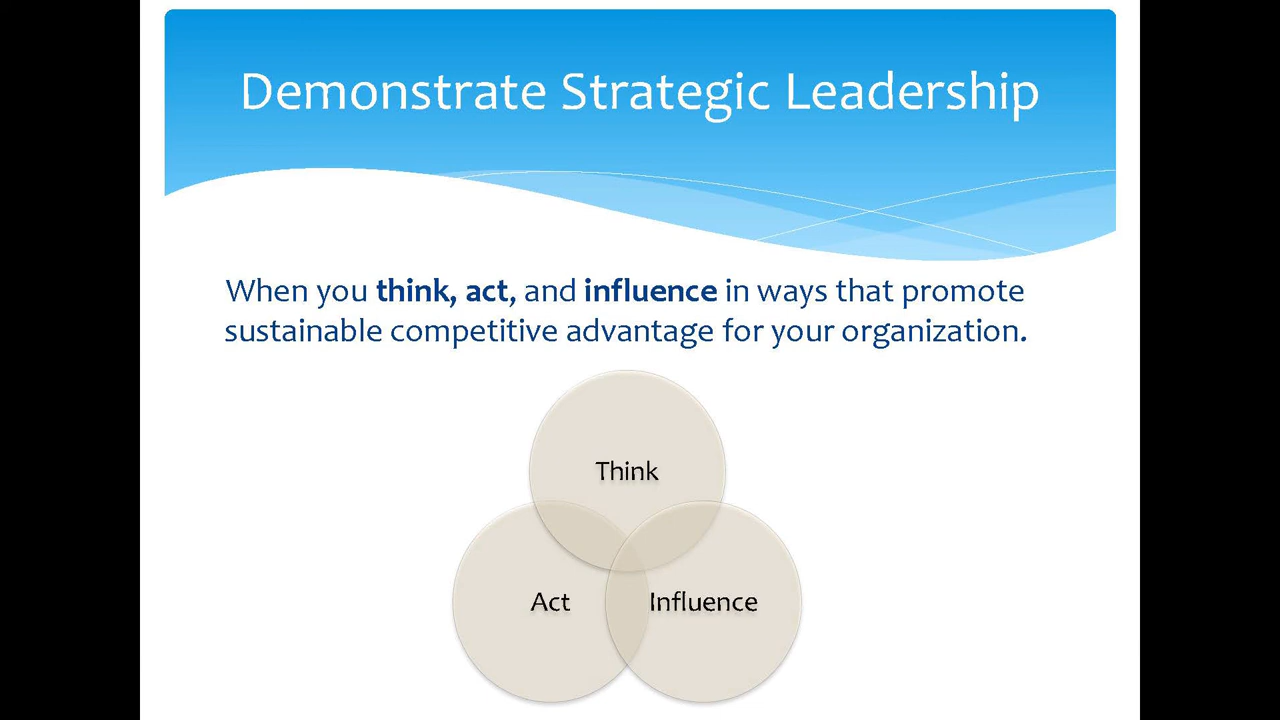 Demonstrate Strategic Leadership
When you think, act, and influence in ways that promote
sustainable competitive advantage for your organization.
Think
Act
Influence